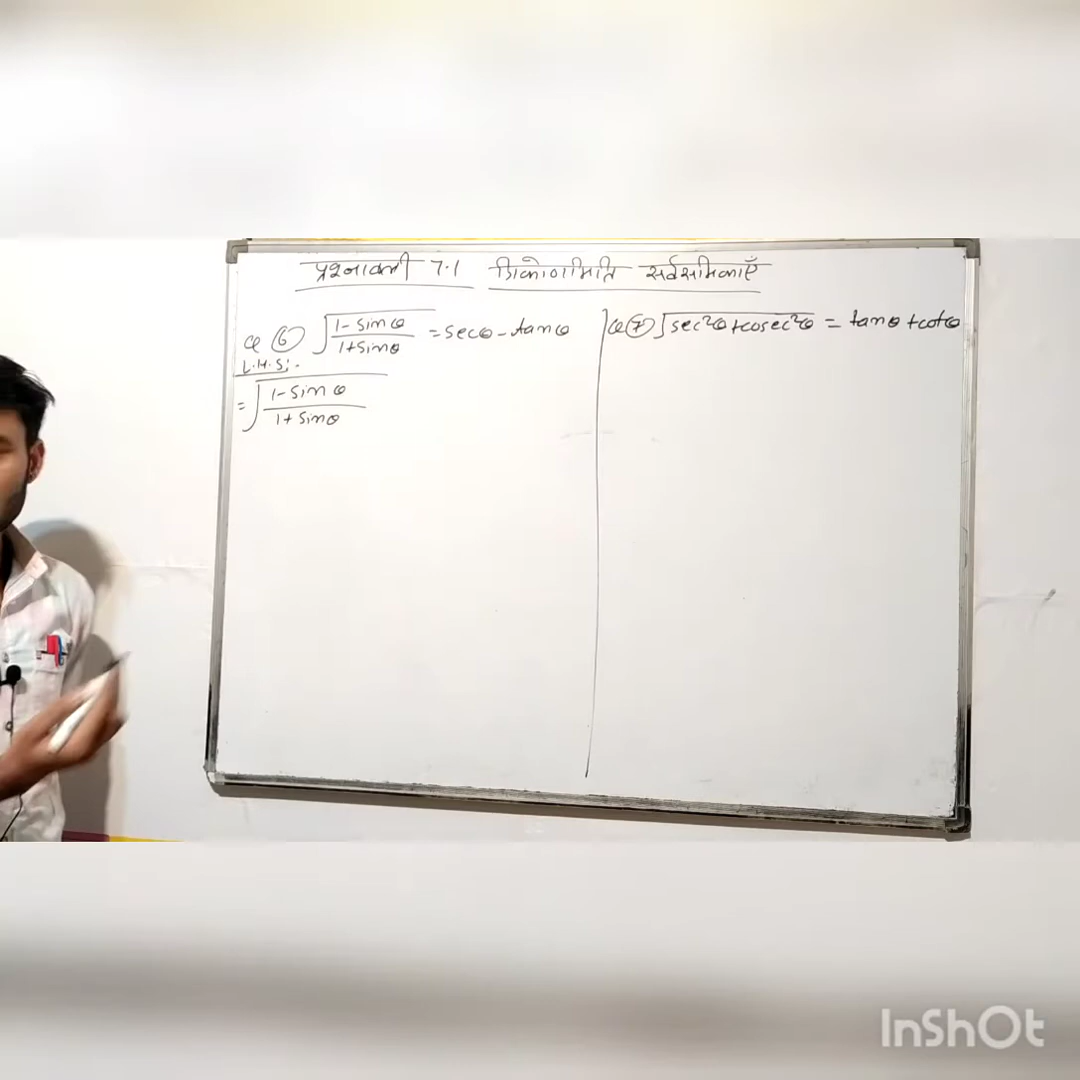 प्रश्नावली 7.1 त्रिकोणमिति सर्वसमिकाएँ
Q ⑥ √(1-sinθ / 1+sinθ) = secθ - tanθ
L.H.S:-
= √(1-sinθ / 1+sinθ)
Q ⑦ √(sec²θ+cosec²θ) = tanθ+cotθ
InShOt